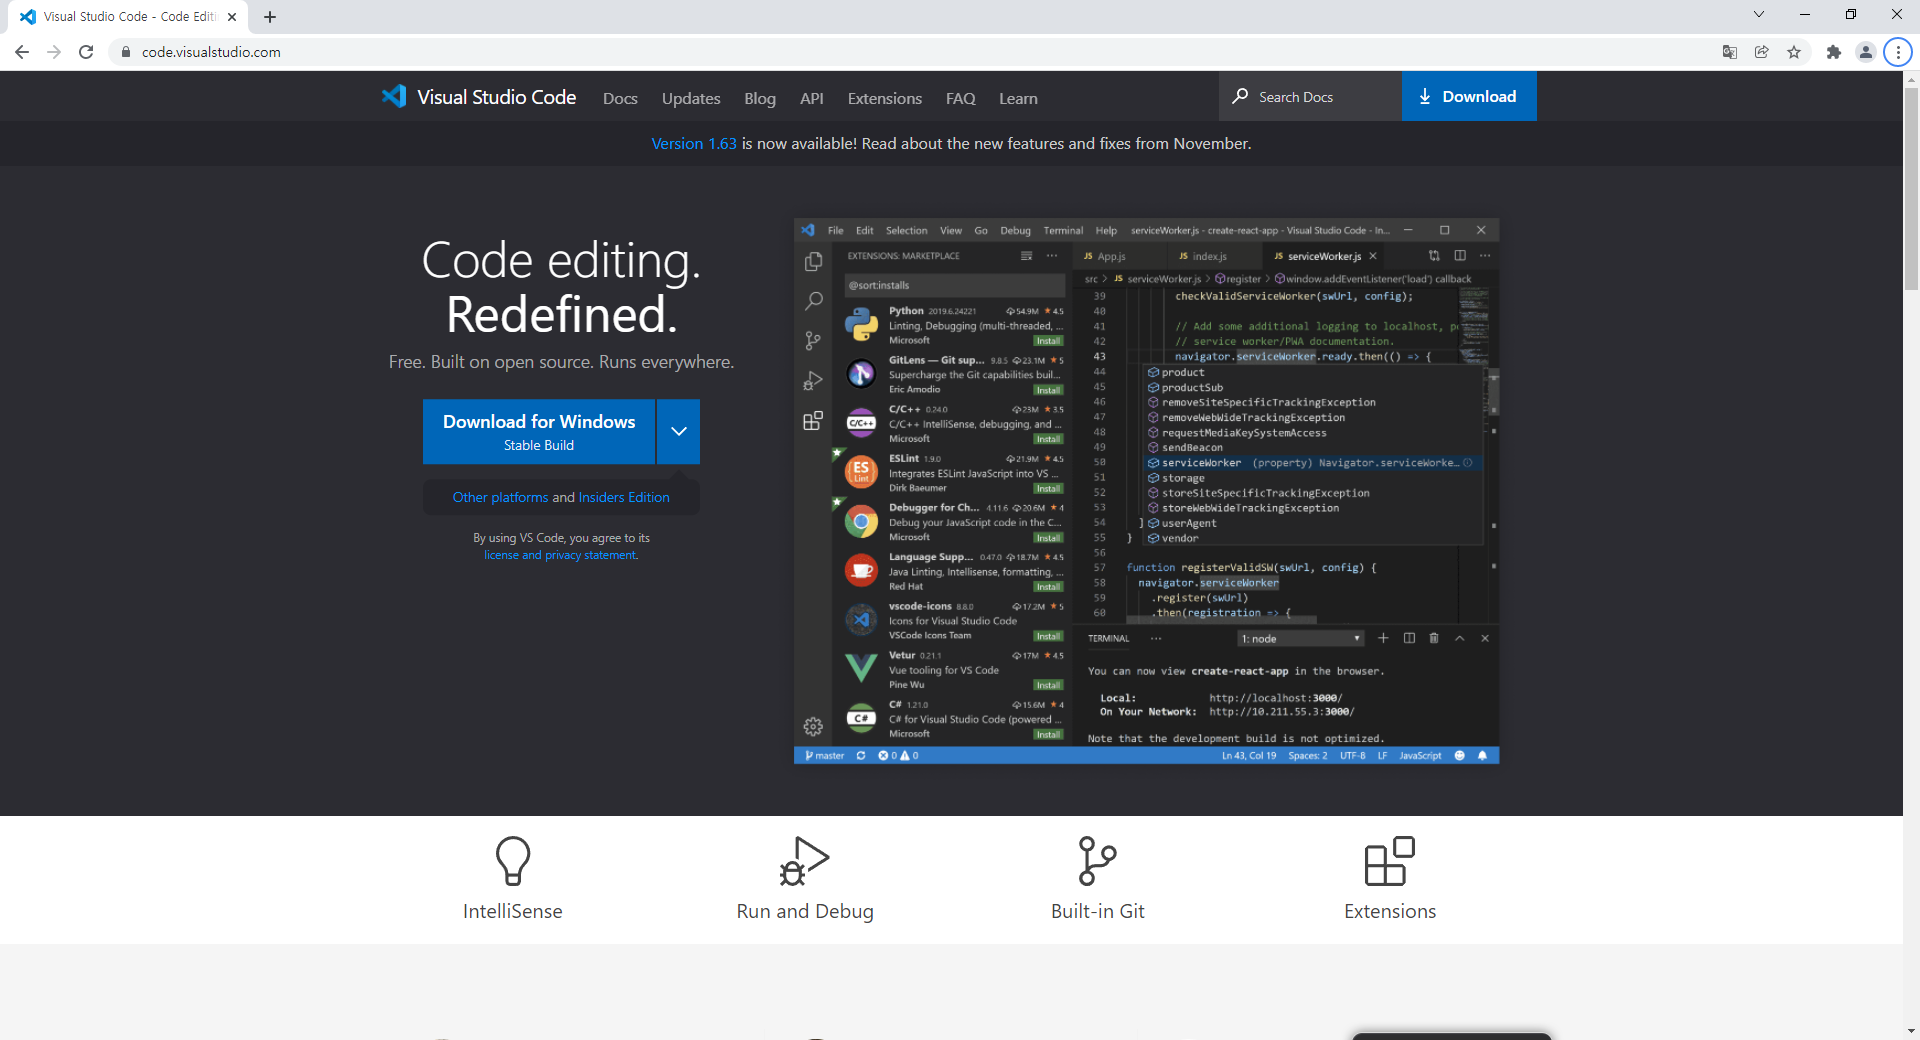 Visual Studio Code - Code Editi
code.visualstudio.com
Visual Studio Code Docs Updates Blog API Extensions FAQ Learn Search Docs Download
Version 1.63 is now available! Read about the new features and fixes from November.
Code editing.
Redefined.
Free. Built on open source. Runs everywhere.
Download for Windows
Stable Build
Other platforms and Insiders Edition
By using VS Code, you agree to its
license and privacy statement.
File Edit Selection View Go Debug Terminal Help serviceWorker.js - create-react-app - Visual Studio Code - In...
EXTENSIONS: MARKETPLACE
@sort:installs
Python 2019.6.24221 54.9M 4.5
Linting, Debugging (multi-threaded, ...
Microsoft Install
GitLens — Git sup... 9.8.5 23.1M 5
Supercharge the Git capabilities buil...
Eric Amodio Install
C/C++ C/C++ 0.24.0 23M 3.5
C/C++ IntelliSense, debugging, and ...
Microsoft Install
ES Lint ESLint 1.9.0 21.9M 4.5
Integrates ESLint JavaScript into VS ...
Dirk Baeumer Install
Debugger for Ch... 4.11.6 20.6M 4
Debug your JavaScript code in the C...
Microsoft Install
Language Supp... 0.47.0 18.7M 4.5
Java Linting, Intellisense, formatting, ...
Red Hat Install
vscode-icons 8.8.0 17.2M 5
Icons for Visual Studio Code
VSCode Icons Team Install
Vetur 0.21.1 17M 4.5
Vue tooling for VS Code
Pine Wu Install
C# C# 1.21.0 15.6M 4
C# for Visual Studio Code (powered ...
Microsoft Install
JS App.js JS index.js JS serviceWorker.js
src > JS serviceWorker.js > register > window.addEventListener('load') callback
39 checkValidServiceWorker(swUrl, config);
40
41 // Add some additional logging to localhost, p
42 // service worker/PWA documentation.
43 navigator.serviceWorker.ready.then(() => {
44 product
45 productSub
46 removeSiteSpecificTrackingException
47 removeWebWideTrackingException
48 requestMediaKeySystemAccess
49 sendBeacon
50 serviceWorker (property) Navigator.serviceWorke...
51 storage
52 storeSiteSpecificTrackingException
53 storeWebWideTrackingException
54 } userAgent
55 } vendor
56
57 function registerValidSW(swUrl, config) {
58 navigator.serviceWorker
59 .register(swUrl)
60 .then(registration => {
TERMINAL ... 1: node
You can now view create-react-app in the browser.
Local: http://localhost:3000/
On Your Network: http://10.211.55.3:3000/
Note that the development build is not optimized.
master 0 0 Ln 43, Col 19 Spaces: 2 UTF-8 LF JavaScript
IntelliSense
Run and Debug
Built-in Git
Extensions